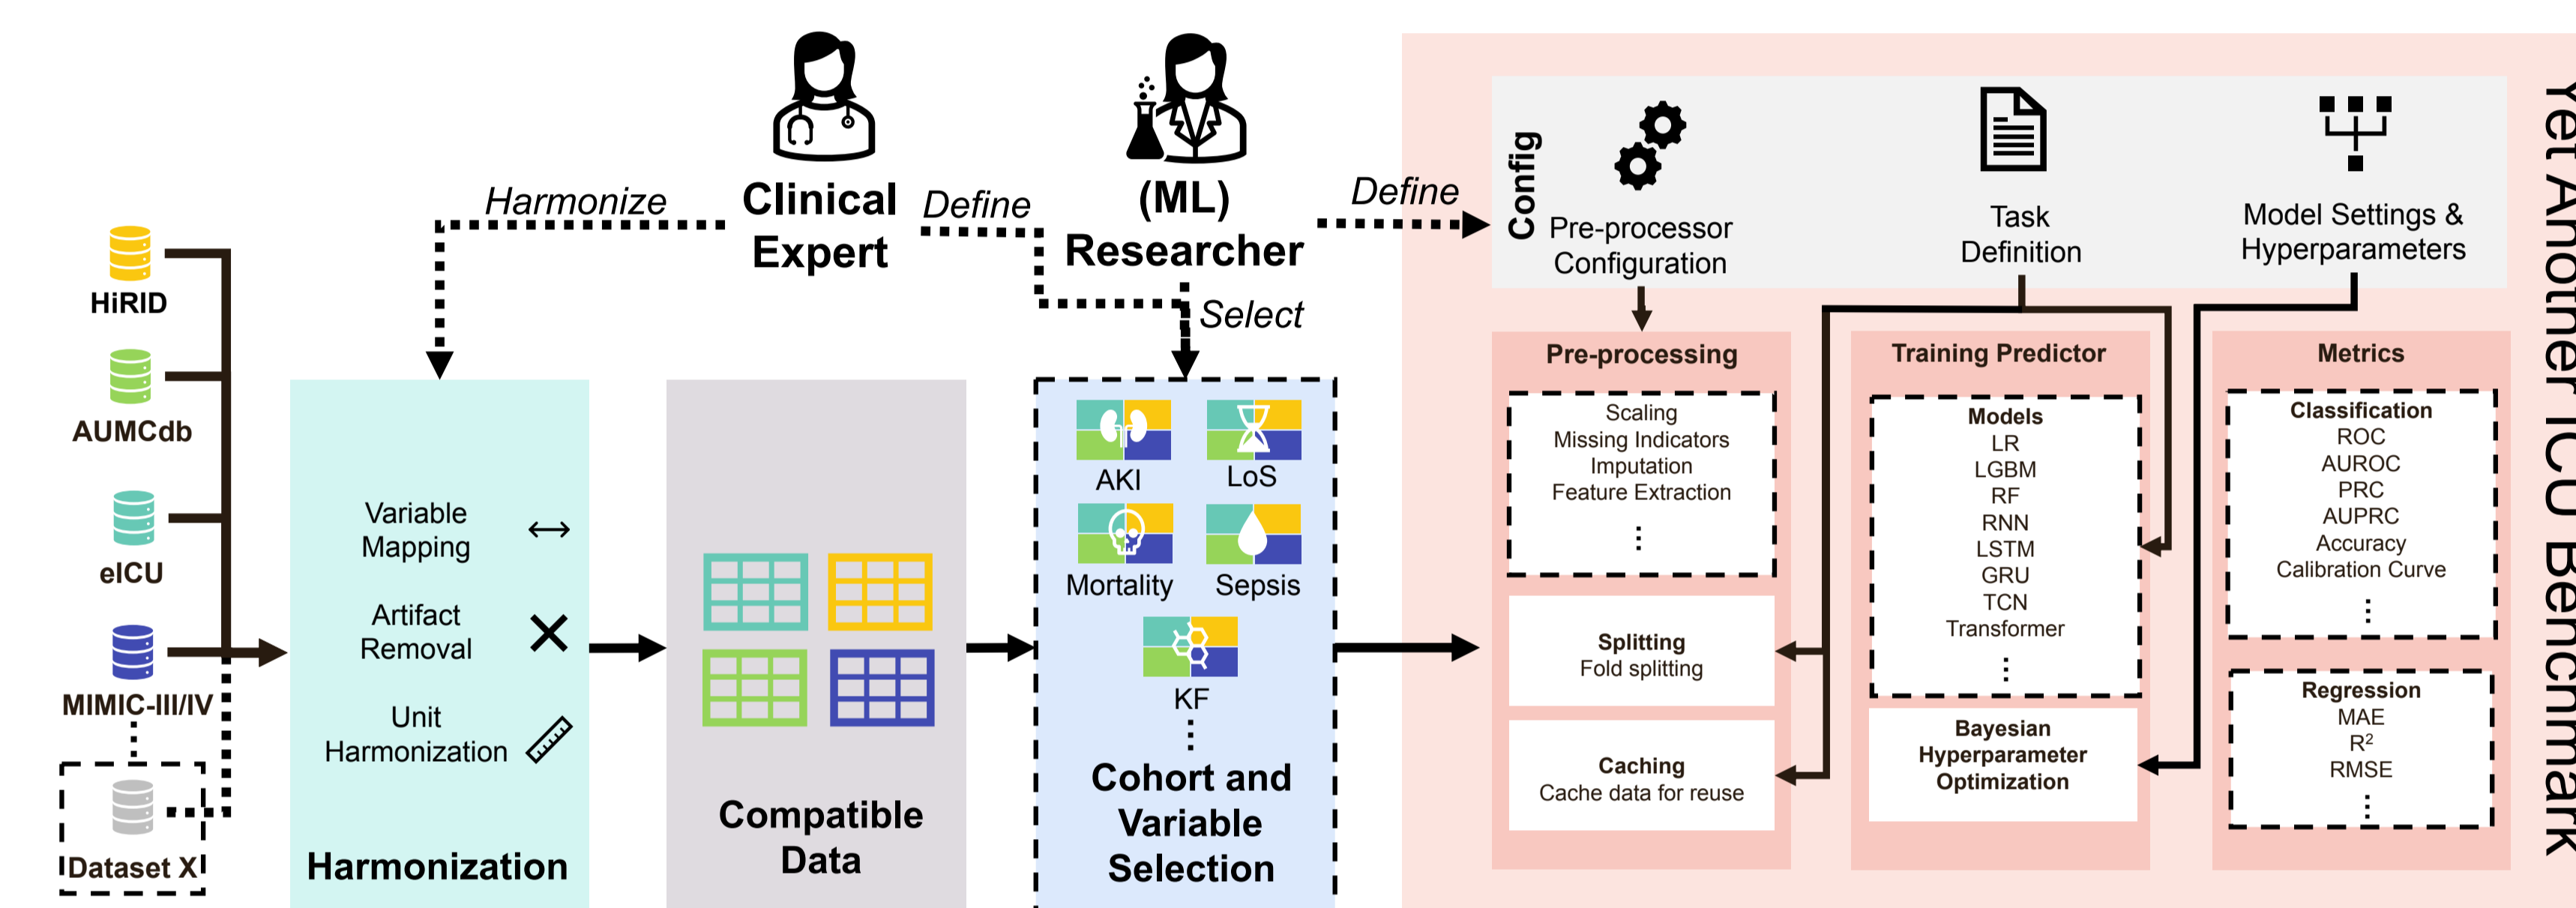 HiRID
AUMCdb
eICU
MIMIC-III/IV
Dataset X
Harmonize
Clinical
Expert
Define
(ML)
Researcher
Select
Define
Variable
Mapping
Artifact
Removal
Unit
Harmonization
Harmonization
Compatible
Data
AKI
LoS
Mortality
Sepsis
KF
Cohort and
Variable
Selection
Config
Pre-processor
Configuration
Task
Definition
Model Settings &
Hyperparameters
Pre-processing
Scaling
Missing Indicators
Imputation
Feature Extraction
Splitting
Fold splitting
Caching
Cache data for reuse
Training Predictor
Models
LR
LGBM
RF
RNN
LSTM
GRU
TCN
Transformer
Bayesian
Hyperparameter
Optimization
Metrics
Classification
ROC
AUROC
PRC
AUPRC
Accuracy
Calibration Curve
Regression
MAE
R²
RMSE
Yet Another ICU Benchmark